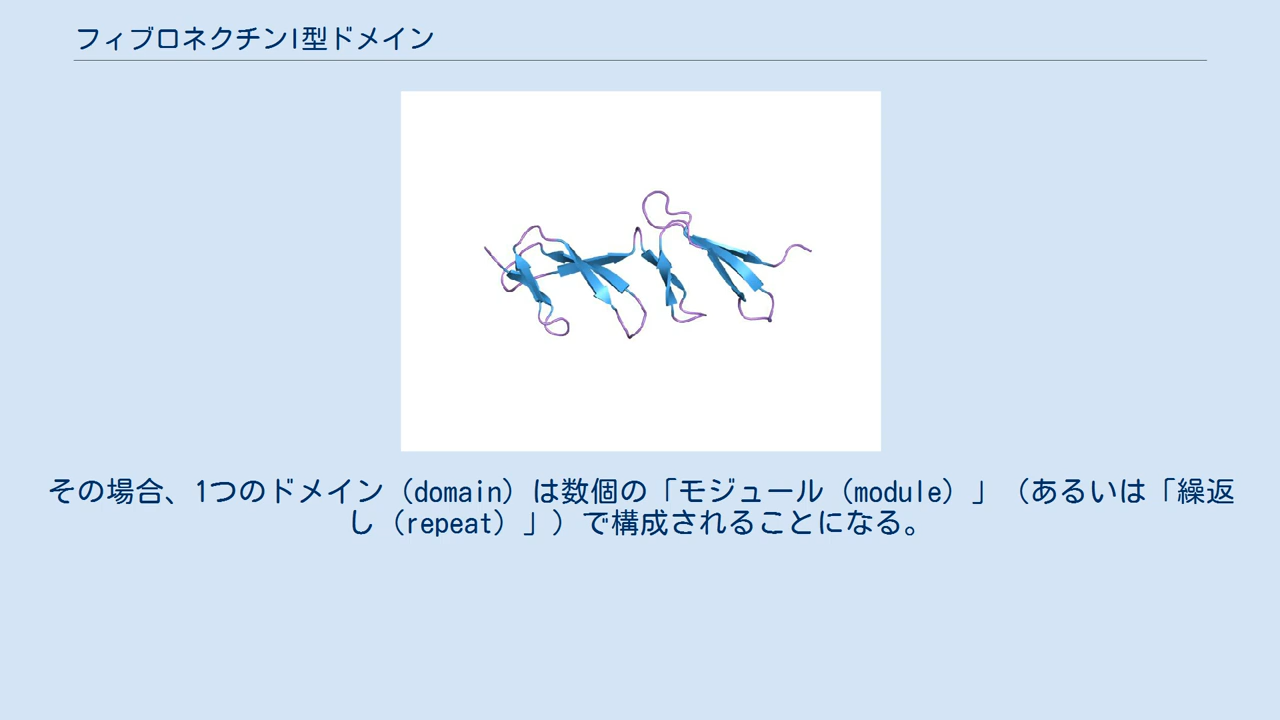 フィブロネクチンI型ドメイン
その場合、1つのドメイン（domain）は数個の「モジュール（module）」（あるいは「繰返
し（repeat）」）で構成されることになる。